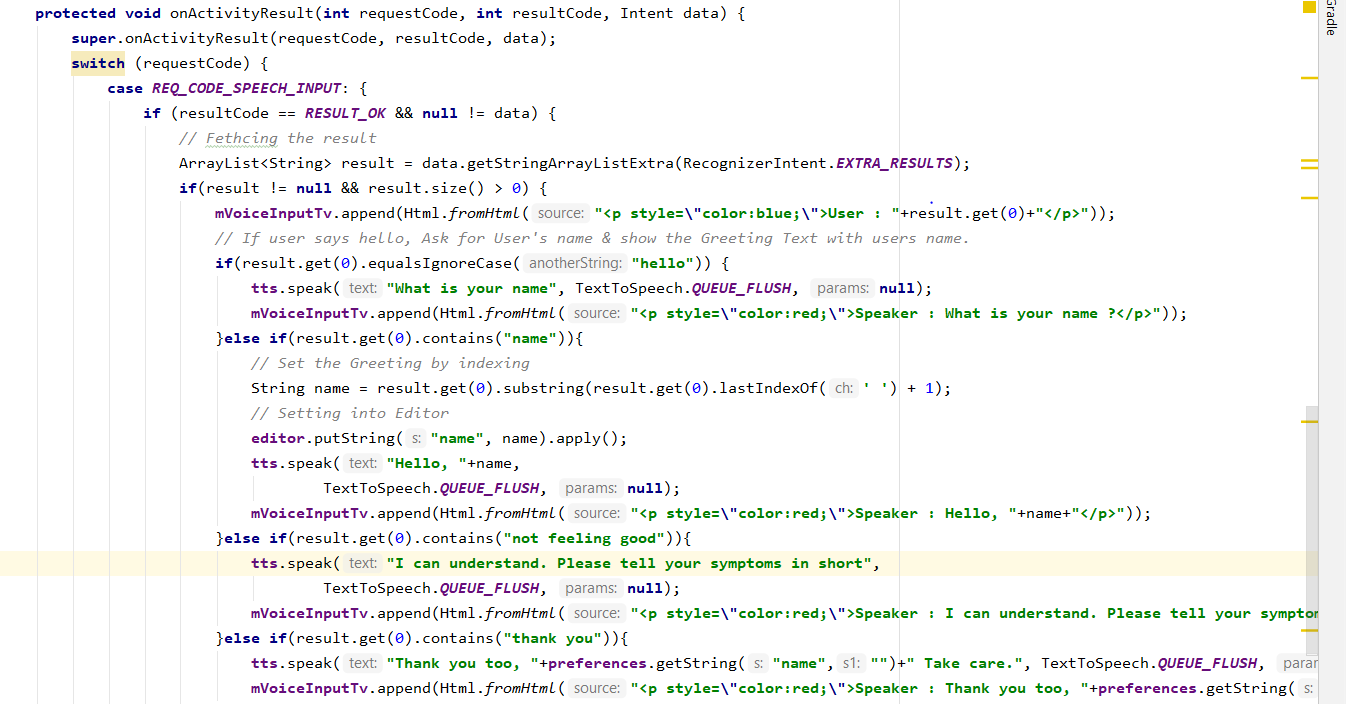 protected void onActivityResult(int requestCode, int resultCode, Intent data) {
super.onActivityResult(requestCode, resultCode, data);
switch (requestCode) {
case REQ_CODE_SPEECH_INPUT: {
if (resultCode == RESULT_OK && null != data) {
// Fethcing the result
ArrayList<String> result = data.getStringArrayListExtra(RecognizerIntent.EXTRA_RESULTS);
if(result != null && result.size() > 0) {
mVoiceInputTv.append(Html.fromHtml( source: "<p style=\"color:blue;\">User : "+result.get(0)+"</p>"));
// If user says hello, Ask for User's name & show the Greeting Text with users name.
if(result.get(0).equalsIgnoreCase( anotherString: "hello")) {
tts.speak( text: "What is your name", TextToSpeech.QUEUE_FLUSH, params: null);
mVoiceInputTv.append(Html.fromHtml( source: "<p style=\"color:red;\">Speaker : What is your name ?</p>"));
}else if(result.get(0).contains("name")){
// Set the Greeting by indexing
String name = result.get(0).substring(result.get(0).lastIndexOf( ch: ' ') + 1);
// Setting into Editor
editor.putString( s: "name", name).apply();
tts.speak( text: "Hello, "+name,
TextToSpeech.QUEUE_FLUSH, params: null);
mVoiceInputTv.append(Html.fromHtml( source: "<p style=\"color:red;\">Speaker : Hello, "+name+"</p>"));
}else if(result.get(0).contains("not feeling good")){
tts.speak( text: "I can understand. Please tell your symptoms in short",
TextToSpeech.QUEUE_FLUSH, params: null);
mVoiceInputTv.append(Html.fromHtml( source: "<p style=\"color:red;\">Speaker : I can understand. Please tell your symptom
}else if(result.get(0).contains("thank you")){
tts.speak( text: "Thank you too, "+preferences.getString( s: "name", s1: "")+" Take care.", TextToSpeech.QUEUE_FLUSH, param
mVoiceInputTv.append(Html.fromHtml( source: "<p style=\"color:red;\">Speaker : Thank you too, "+preferences.getString( s:
Gradle